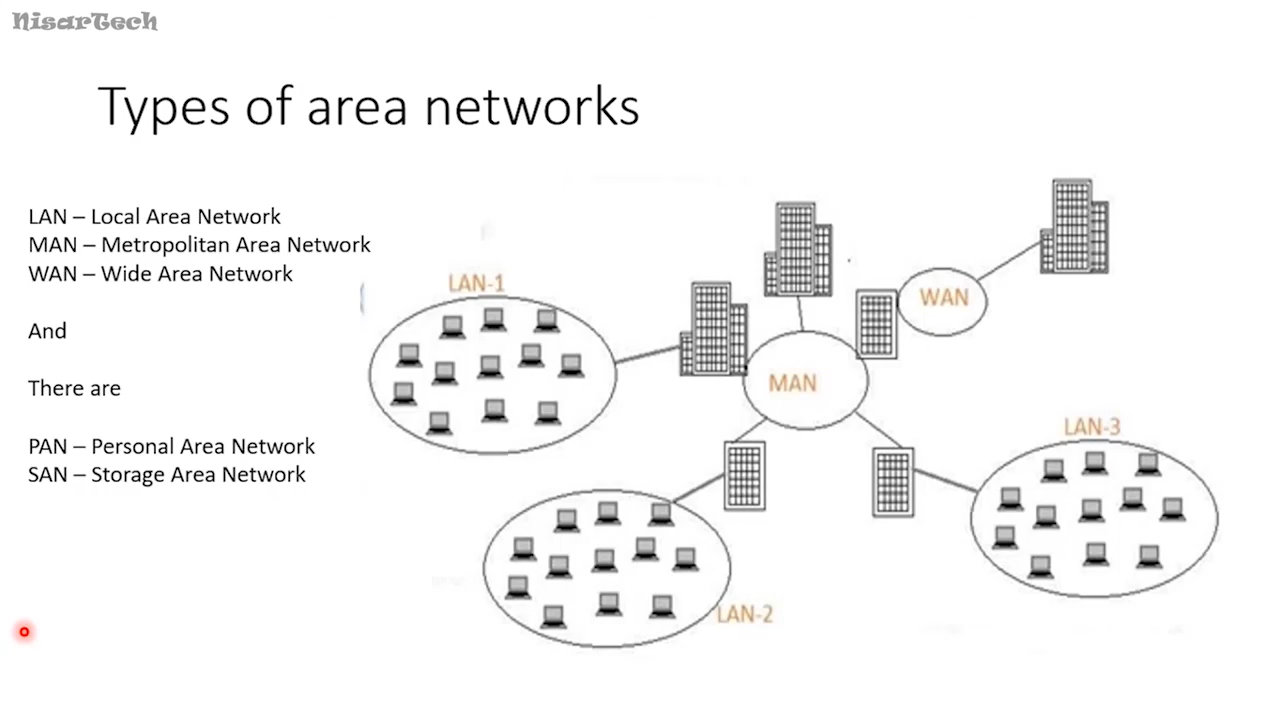 NisarTech
Types of area networks
LAN – Local Area Network
MAN – Metropolitan Area Network
WAN – Wide Area Network
And
There are
PAN – Personal Area Network
SAN – Storage Area Network
LAN-1
WAN
MAN
LAN-3
LAN-2